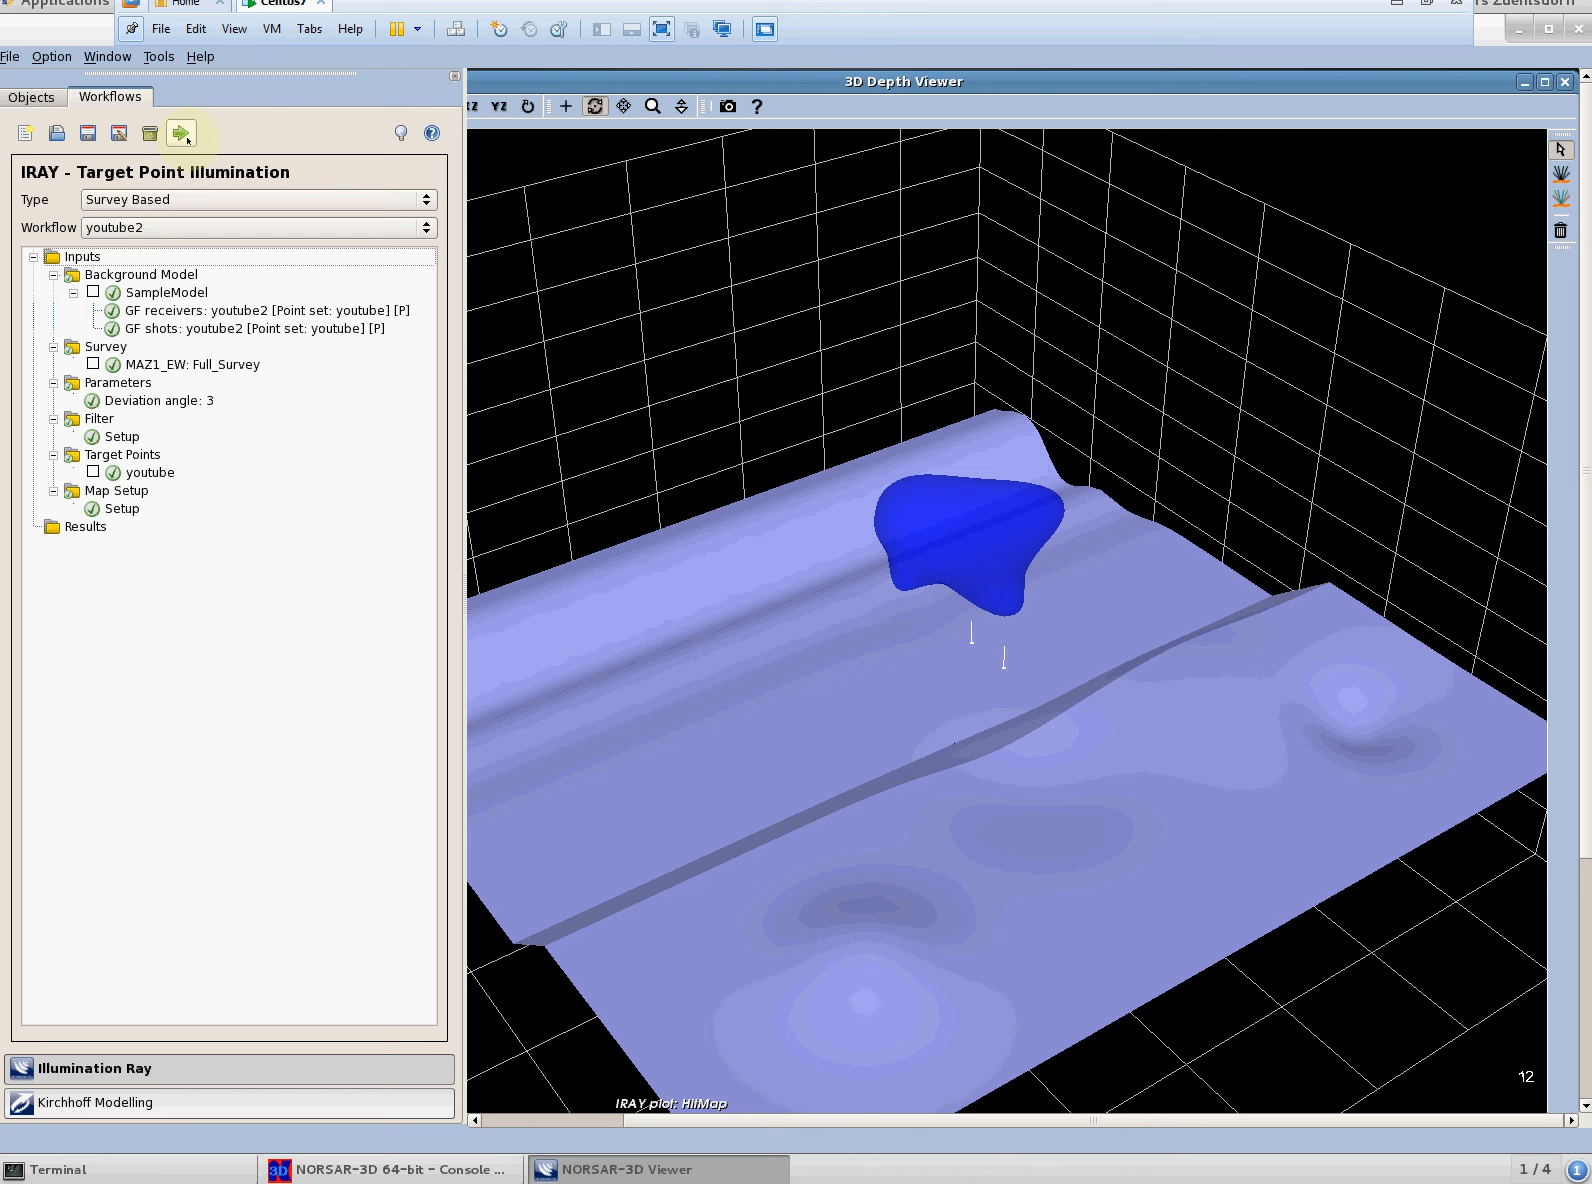 Applications
Home
Centos7
File Edit View VM Tabs Help
File Option Window Tools Help
3D Depth Viewer
Objects Workflows
YZ
IRAY - Target Point Illumination
Type Survey Based
Workflow youtube2
Inputs
Background Model
SampleModel
GF receivers: youtube2 [Point set: youtube] [P]
GF shots: youtube2 [Point set: youtube] [P]
Survey
MAZ1_EW: Full_Survey
Parameters
Deviation angle: 3
Filter
Setup
Target Points
youtube
Map Setup
Setup
Results
12
IRAY plot: HitMap
Illumination Ray
Kirchhoff Modelling
Terminal
3D NORSAR-3D 64-bit - Console ...
NORSAR-3D Viewer
1 / 4
1